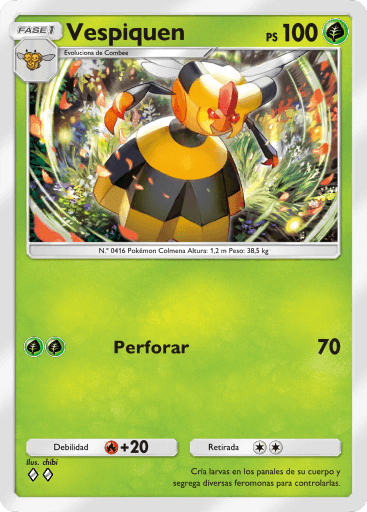 FASE 1
Vespiquen
PS 100
Evoluciona de Combee
N.º 0416 Pokémon Colmena Altura: 1,2 m Peso: 38,5 kg
Perforar 70
Debilidad +20 Retirada
Ilus. chibi
Cría larvas en los panales de su cuerpo y
segrega diversas feromonas para controlarlas.